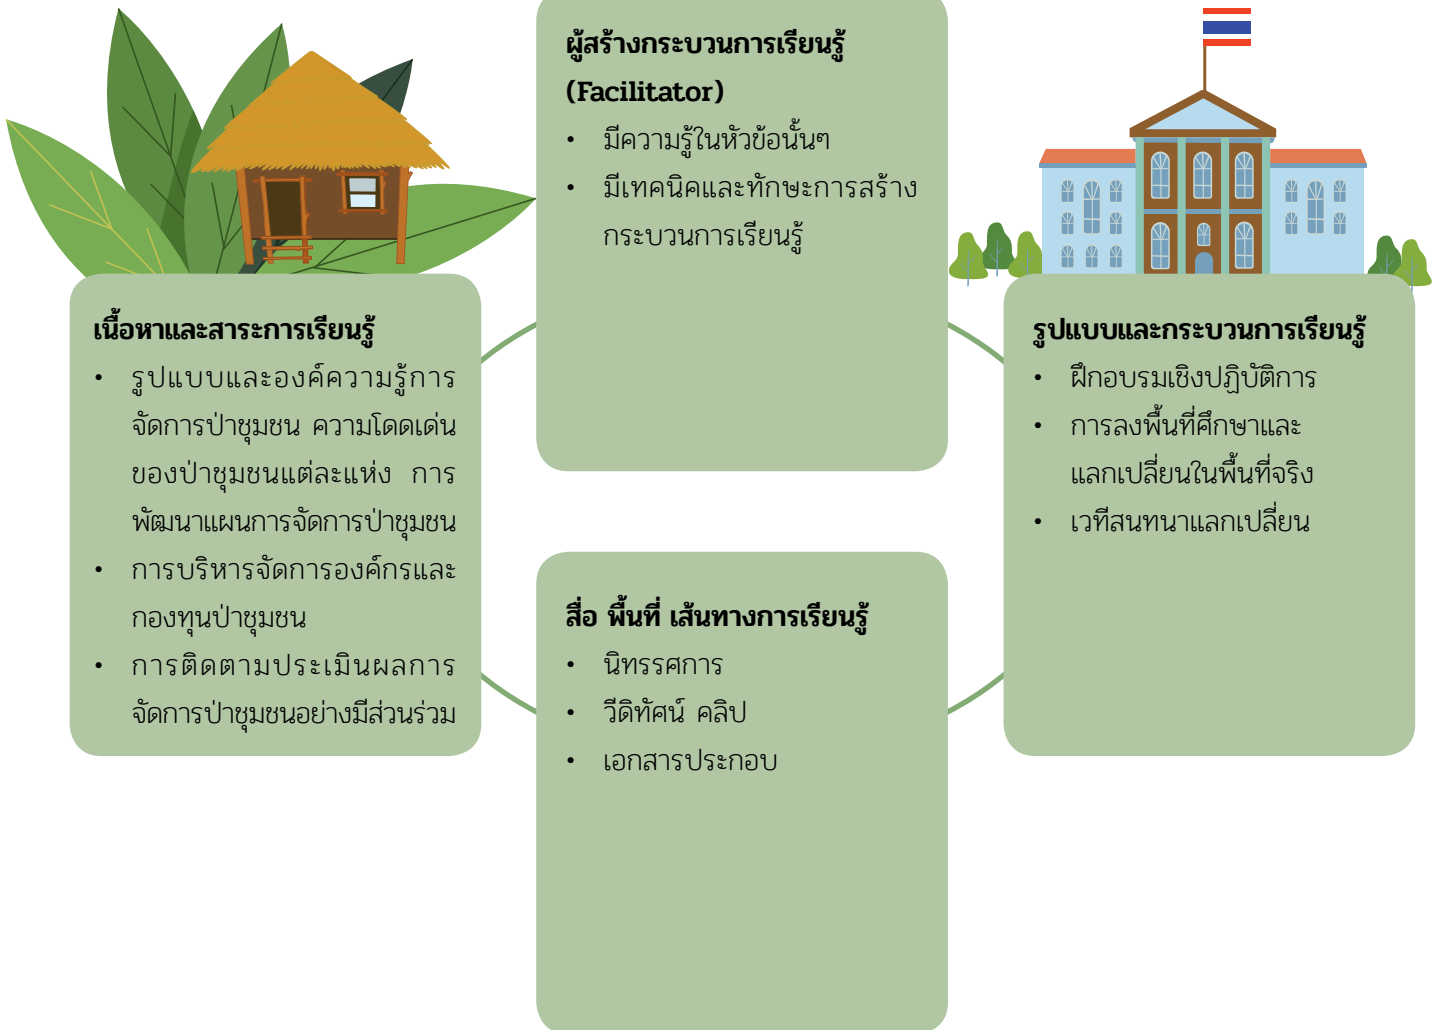 ผู้สร้างกระบวนการเรียนรู้
(Facilitator)
• มีความรู้ในหัวข้อนั้นๆ
• มีเทคนิคและทักษะการสร้าง
กระบวนการเรียนรู้
เนื้อหาและสาระการเรียนรู้
• รูปแบบและองค์ความรู้การ
จัดการป่าชุมชน ความโดดเด่น
ของป่าชุมชนแต่ละแห่ง การ
พัฒนาแผนการจัดการป่าชุมชน
• การบริหารจัดการองค์กรและ
กองทุนป่าชุมชน
• การติดตามประเมินผลการ
จัดการป่าชุมชนอย่างมีส่วนร่วม
รูปแบบและกระบวนการเรียนรู้
• ฝึกอบรมเชิงปฏิบัติการ
• การลงพื้นที่ศึกษาและ
แลกเปลี่ยนในพื้นที่จริง
• เวทีสนทนาแลกเปลี่ยน
สื่อ พื้นที่ เส้นทางการเรียนรู้
• นิทรรศการ
• วีดิทัศน์ คลิป
• เอกสารประกอบ